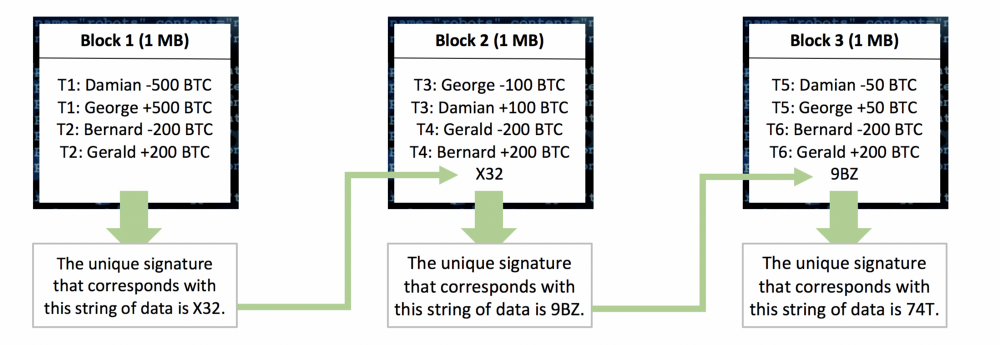 Block 1 (1 MB)
T1: Damian -500 BTC
T1: George +500 BTC
T2: Bernard -200 BTC
T2: Gerald +200 BTC
The unique signature
that corresponds with
this string of data is X32.
Block 2 (1 MB)
T3: George -100 BTC
T3: Damian +100 BTC
T4: Gerald -200 BTC
T4: Bernard +200 BTC
X32
The unique signature
that corresponds with
this string of data is 9BZ.
Block 3 (1 MB)
T5: Damian -50 BTC
T5: George +50 BTC
T6: Bernard -200 BTC
T6: Gerald +200 BTC
9BZ
The unique signature
that corresponds with
this string of data is 74T.